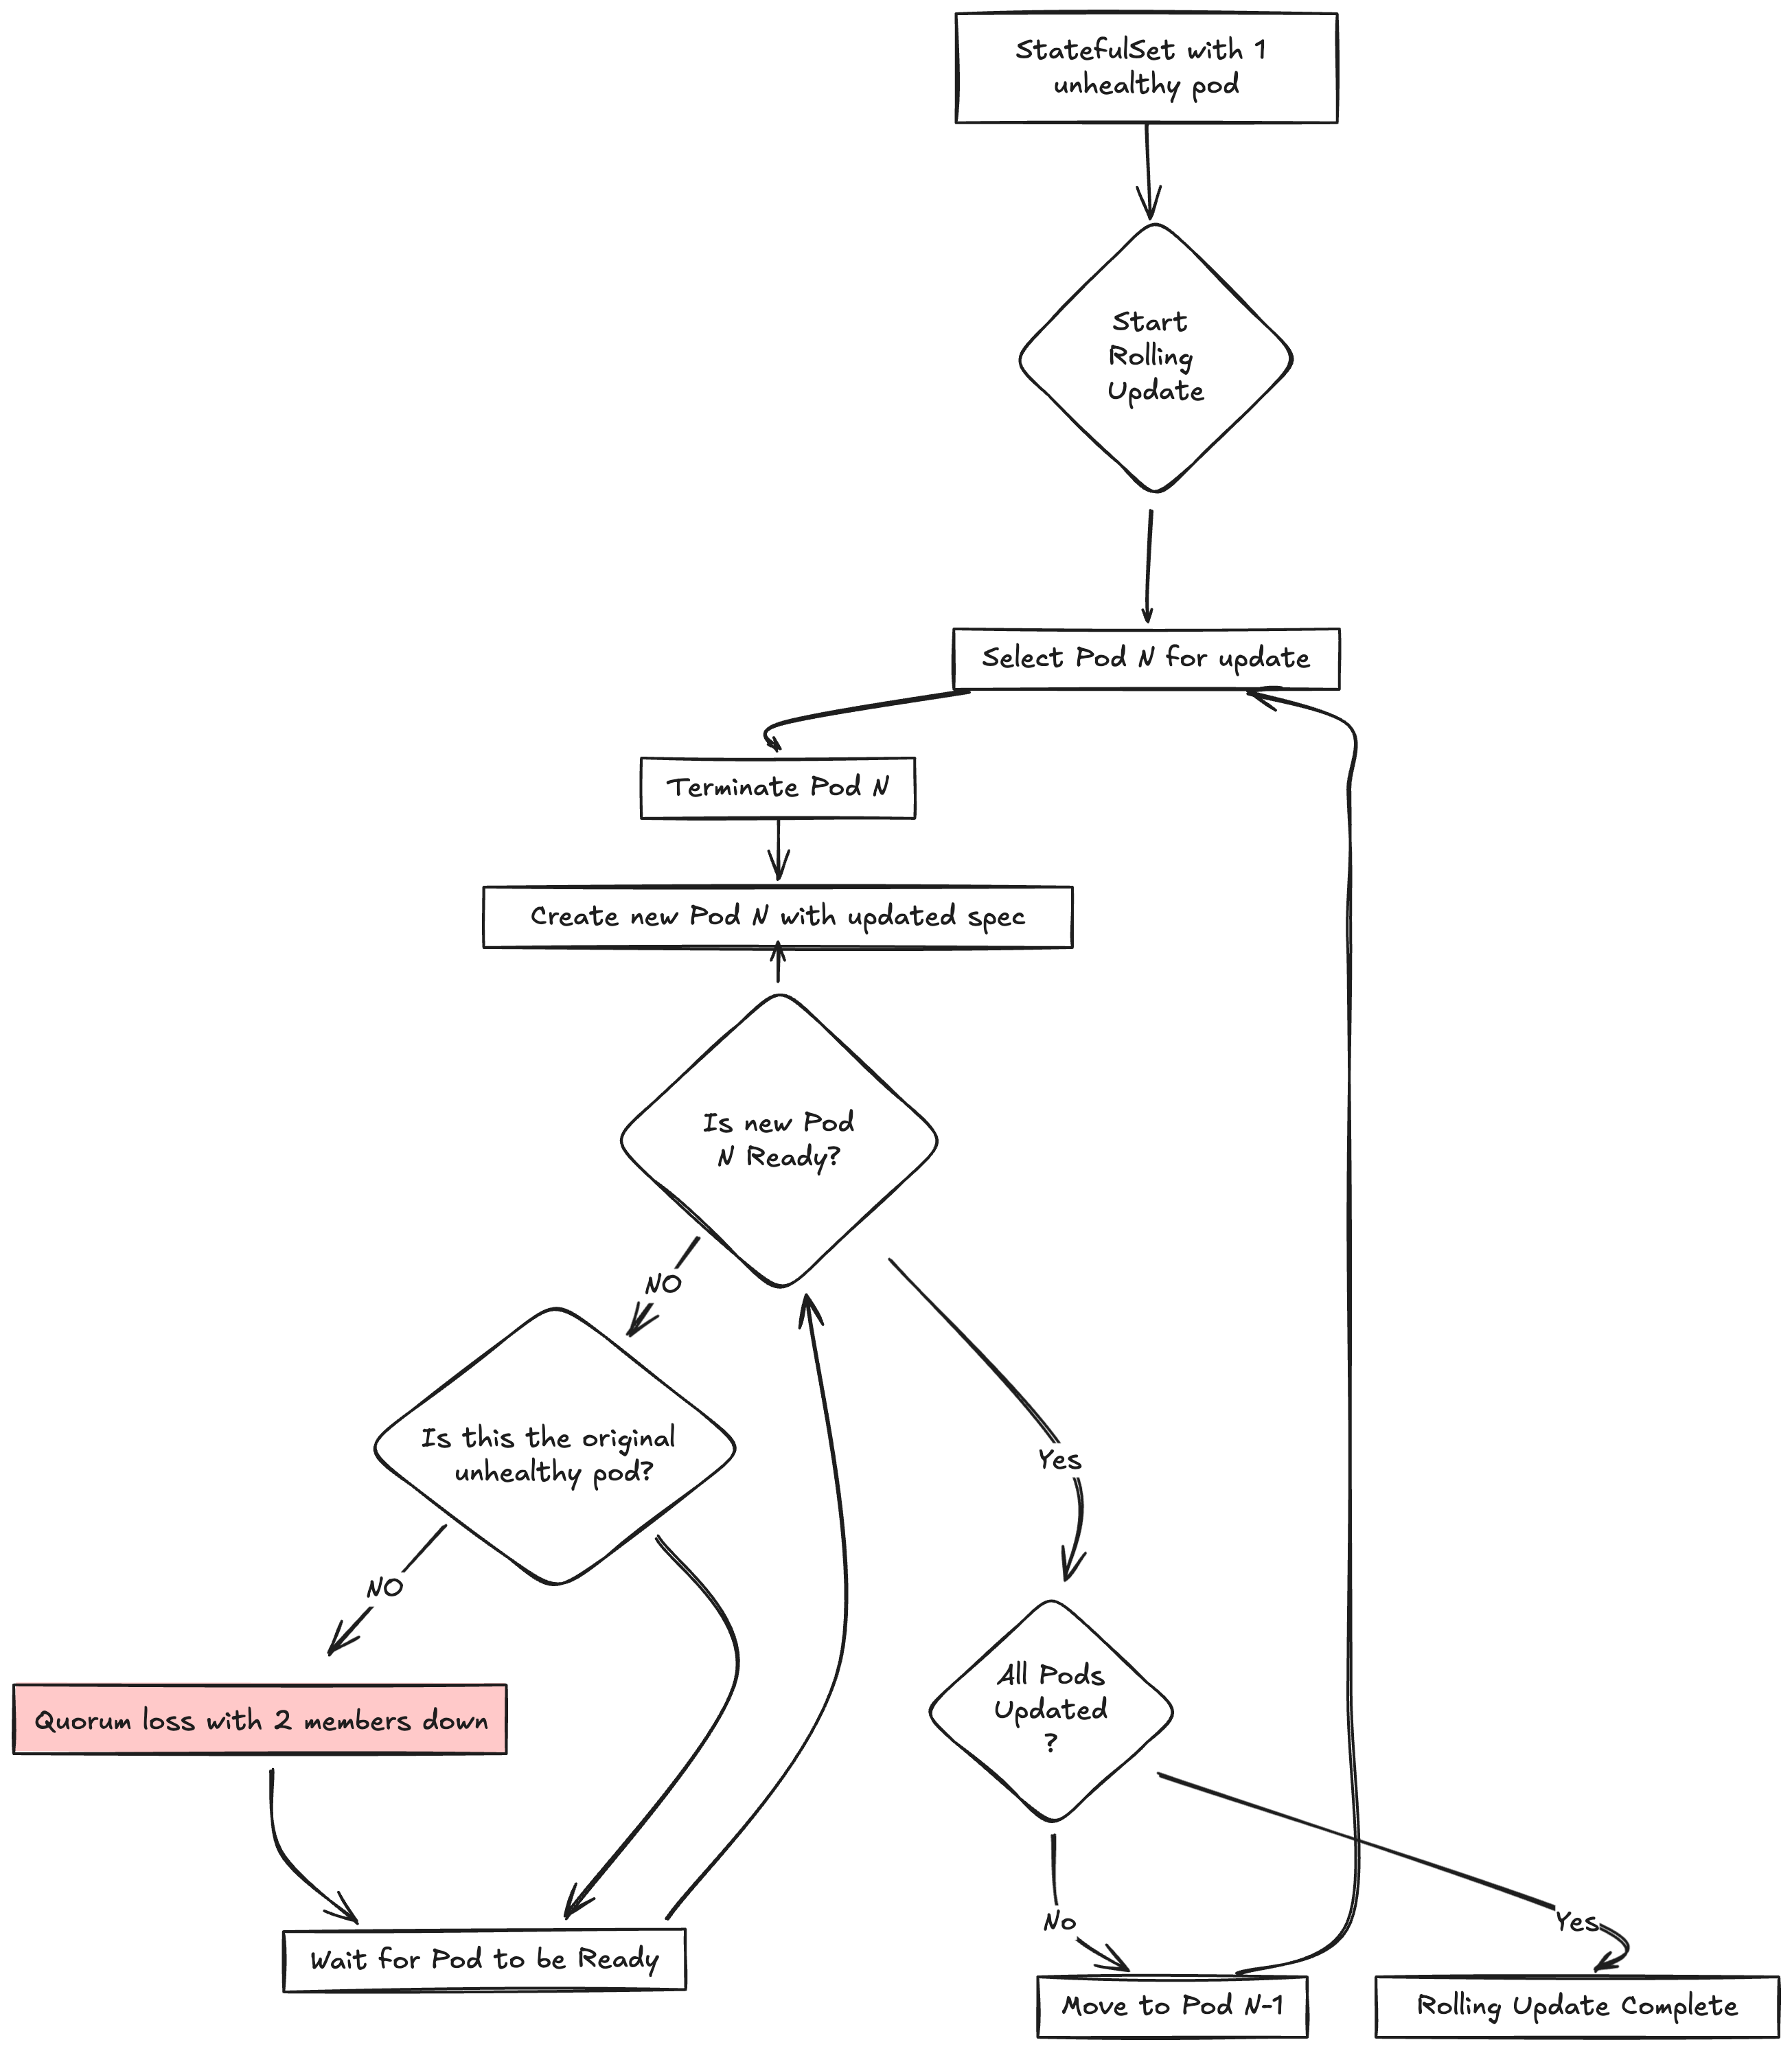 StatefulSet with 1
unhealthy pod
Start
Rolling
Update
Select Pod N for update
Terminate Pod N
Create new Pod N with updated spec
Is new Pod
N Ready?
NO
Is this the original
unhealthy pod?
Yes
NO
All Pods
Updated
?
Quorum loss with 2 members down
No
Yes
Wait for Pod to be Ready
Move to Pod N-1
Rolling Update Complete